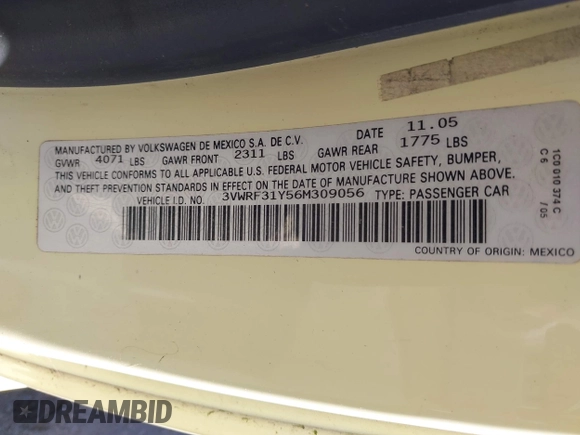 MANUFACTURED BY VOLKSWAGEN DE MEXICO S.A. DE C.V. DATE 11.05
GVWR 4071 LBS GAWR FRONT 2311 LBS GAWR REAR 1775 LBS
THIS VEHICLE CONFORMS TO ALL APPLICABLE U.S. FEDERAL MOTOR VEHICLE SAFETY, BUMPER,
AND THEFT PREVENTION STANDARDS IN EFFECT ON THE DATE OF MANUFACTURE SHOWN ABOVE.
VEHICLE I.D. NO. 3VWRF31Y56M309056 TYPE: PASSENGER CAR
COUNTRY OF ORIGIN: MEXICO
1C0 010 374 C
C 6 / 05
DREAMBID